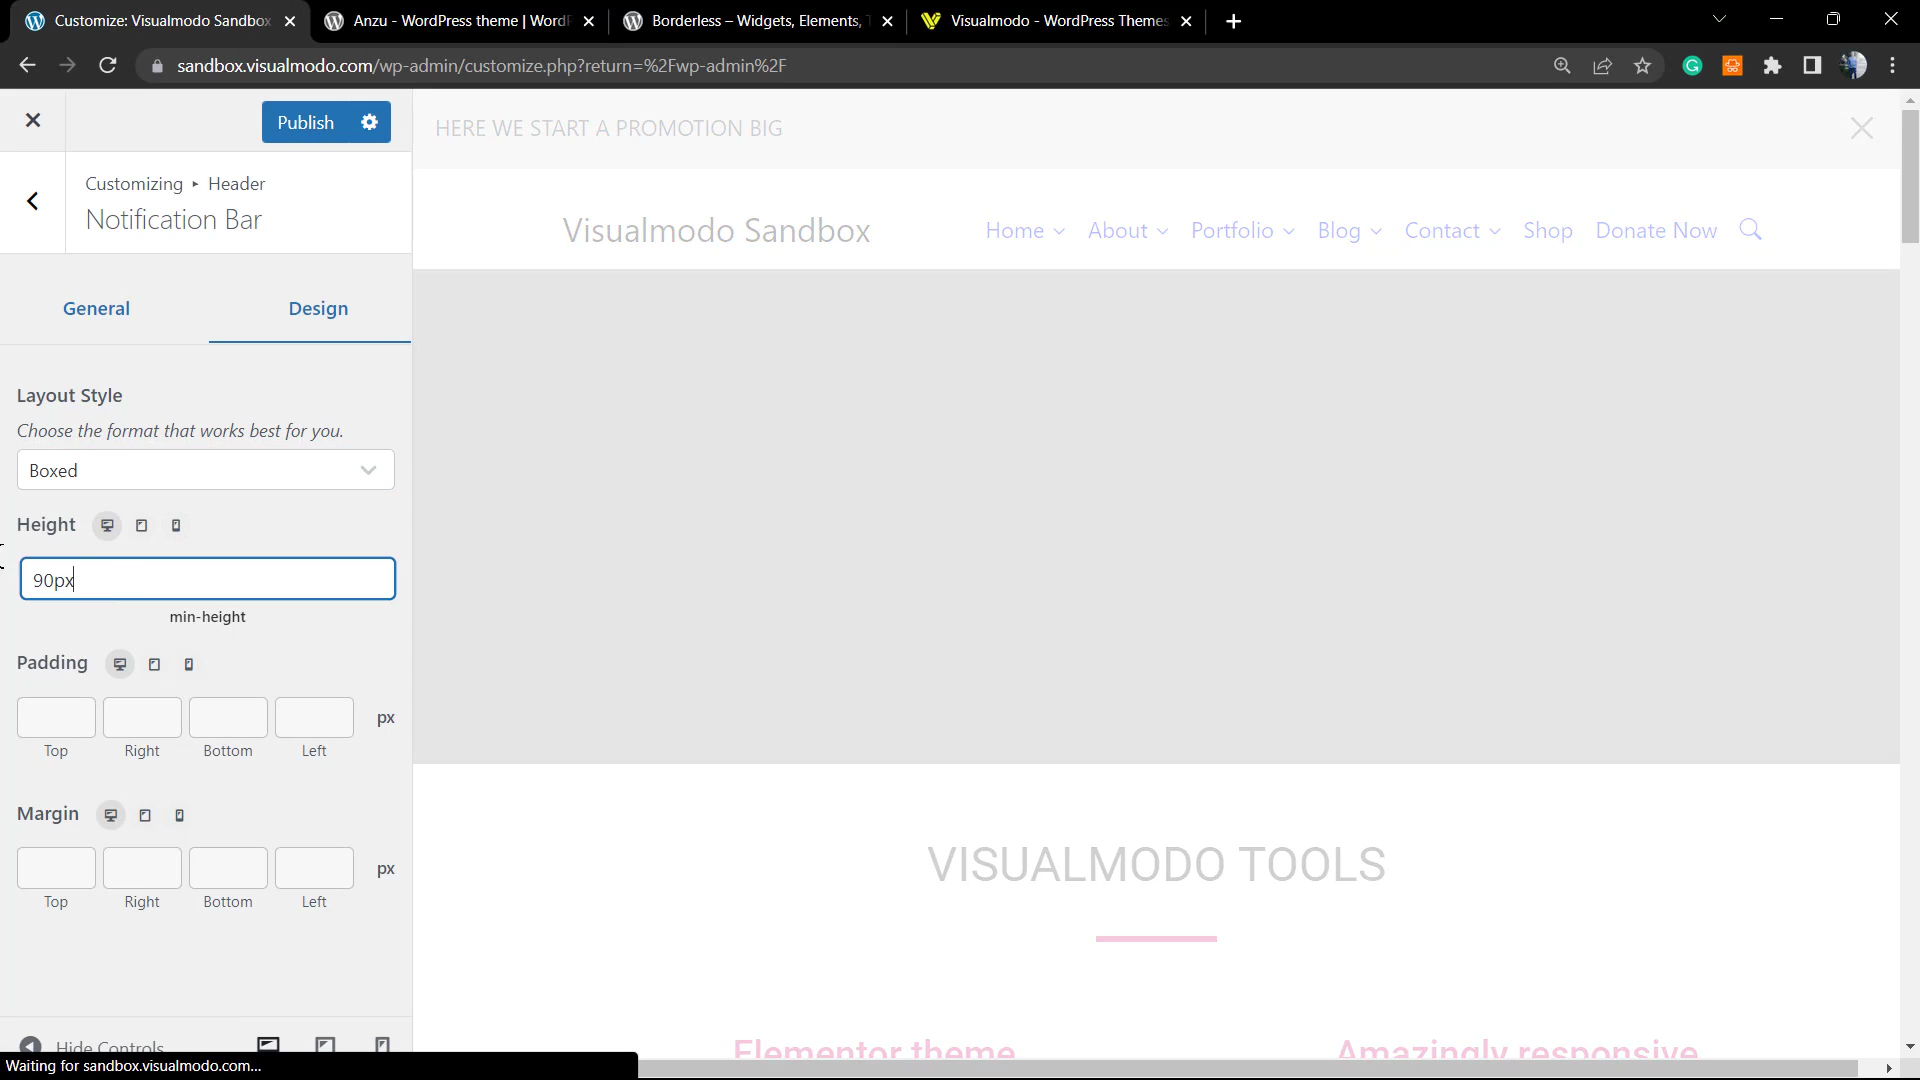 Customize: Visualmodo Sandbox
Anzu - WordPress theme | Word
Borderless – Widgets, Elements,
Visualmodo - WordPress Themes
sandbox.visualmodo.com/wp-admin/customize.php?return=%2Fwp-admin%2F
Publish
Customizing ▸ Header
Notification Bar
General
Design
Layout Style
Choose the format that works best for you.
Boxed
Height
90px
min-height
Padding
px
Top Right Bottom Left
Margin
px
Top Right Bottom Left
Hide Controls
Waiting for sandbox.visualmodo.com...
HERE WE START A PROMOTION BIG
Visualmodo Sandbox
Home About Portfolio Blog Contact Shop Donate Now
VISUALMODO TOOLS
Elementor theme
Amazingly responsive